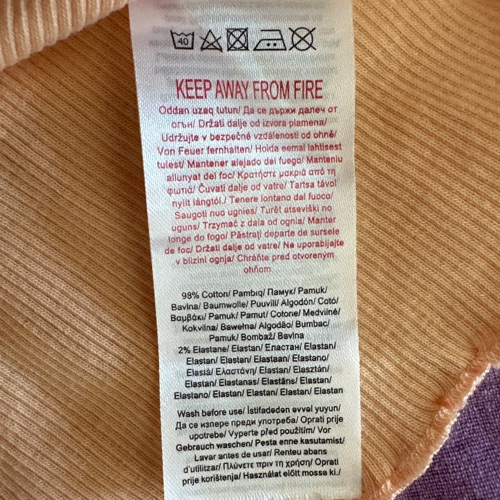 40
KEEP AWAY FROM FIRE
Oddan uzaq tutun/ Да се държи далеч от
огън/ Držati dalje od izvora plamena/
Udržujte v bezpečné vzdálenosti od ohně/
Von Feuer fernhalten/ Hoida eemal lahtisest
tulest/ Mantener alejado del fuego/ Manteniu
allunyat del foc/ Κρατήστε μακριά από τη
φωτιά/ Čuvati dalje od vatre/ Tartsa távol
nyílt lángtól./ Tenere lontano dal fuoco/
Saugoti nuo ugnies/ Turēt atseviški no
uguns/ Trzymać z dala od ognia/ Manter
longe do fogo/ Păstrați departe de sursele
de foc/ Držati dalje od vatre/ Ne uporabljajte
v bližini ognja/ Chráňte pred otvoreným
ohňom
98% Cotton/ Pambıq/ Памук/ Pamuk/
Bavlna/ Baumwolle/ Puuvill/ Algodón/ Cotó/
Βαμβάκι/ Pamuk/ Pamut/ Cotone/ Medvilnė/
Kokvilna/ Bawełna/ Algodão/ Bumbac/
Pamuk/ Bombaž/ Bavlna
2% Elastane/ Elastan/ Еластан/ Elastan/
Elastan/ Elastan/ Elastaan/ Elastano/
Elastà/ Ελαστάνη/ Elastan/ Elasztán/
Elastan/ Elastanas/ Elastāns/ Elastan/
Elastano/ Elastan/ Elastan/ Elastan/ Elastan
Wash before use/ İstifadeden evvel yuyun/
Да се изпере преди употреба/ Oprati prije
upotrebe/ Vyperte před použitím/ Vor
Gebrauch waschen/ Pesta enne kasutamist/
Lavar antes de usar/ Renteu abans
d'utilitzar/ Πλύνετε πριν τη χρήση/ Oprati
prije korištenja/ Használat előtt mossa ki./